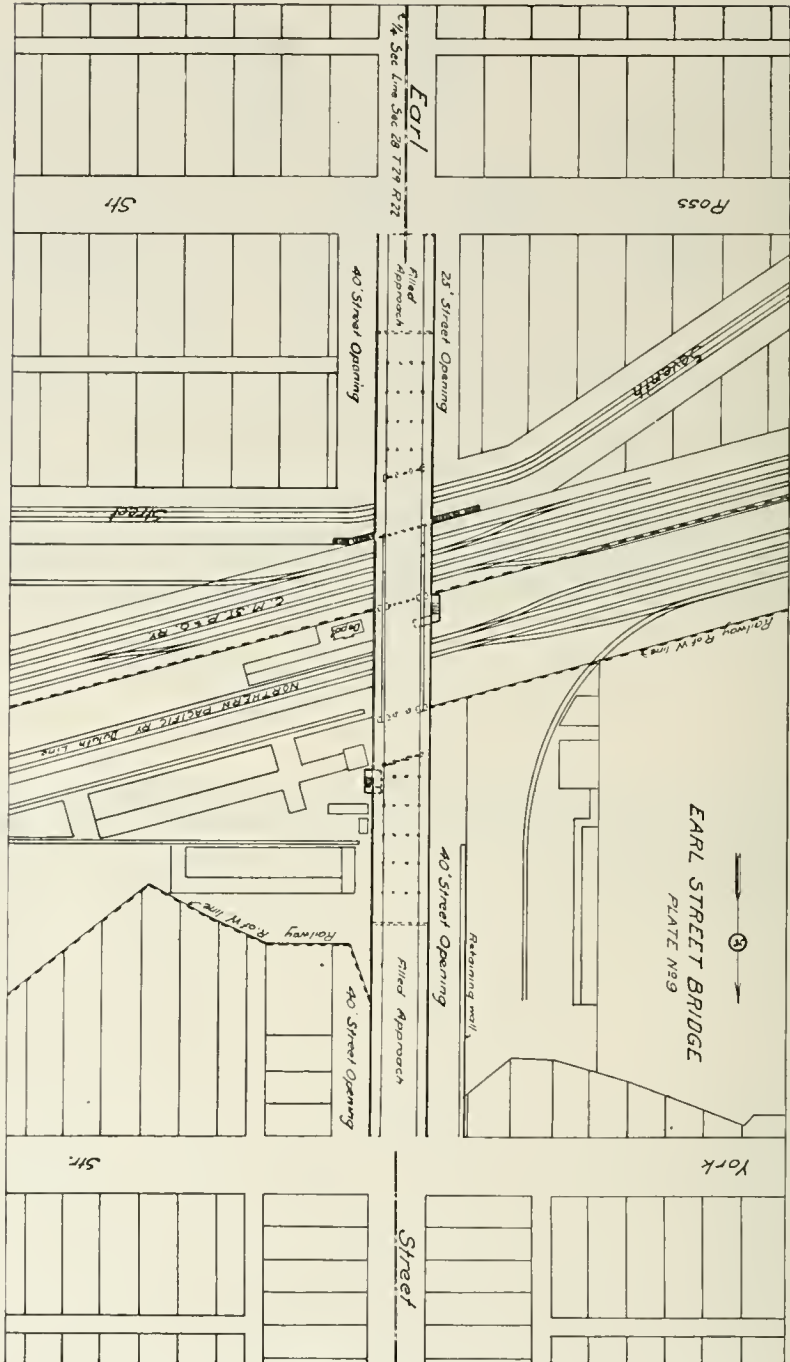 EARL STREET BRIDGE
PLATE Nº 9
Earl
¼ Sec Line Sec 28 T 29 R 22
Ross
Str.
Filled
Approach
25' Street Opening
40' Street Opening
Seventh
Street
C. M. ST. P. & O. RY
Depot
NORTHERN PACIFIC RY Duluth Line
Railway R of W line
40' Street Opening
Retaining wall
Railway R of W line
Filled Approach
40' Street Opening
York
Str.
Street